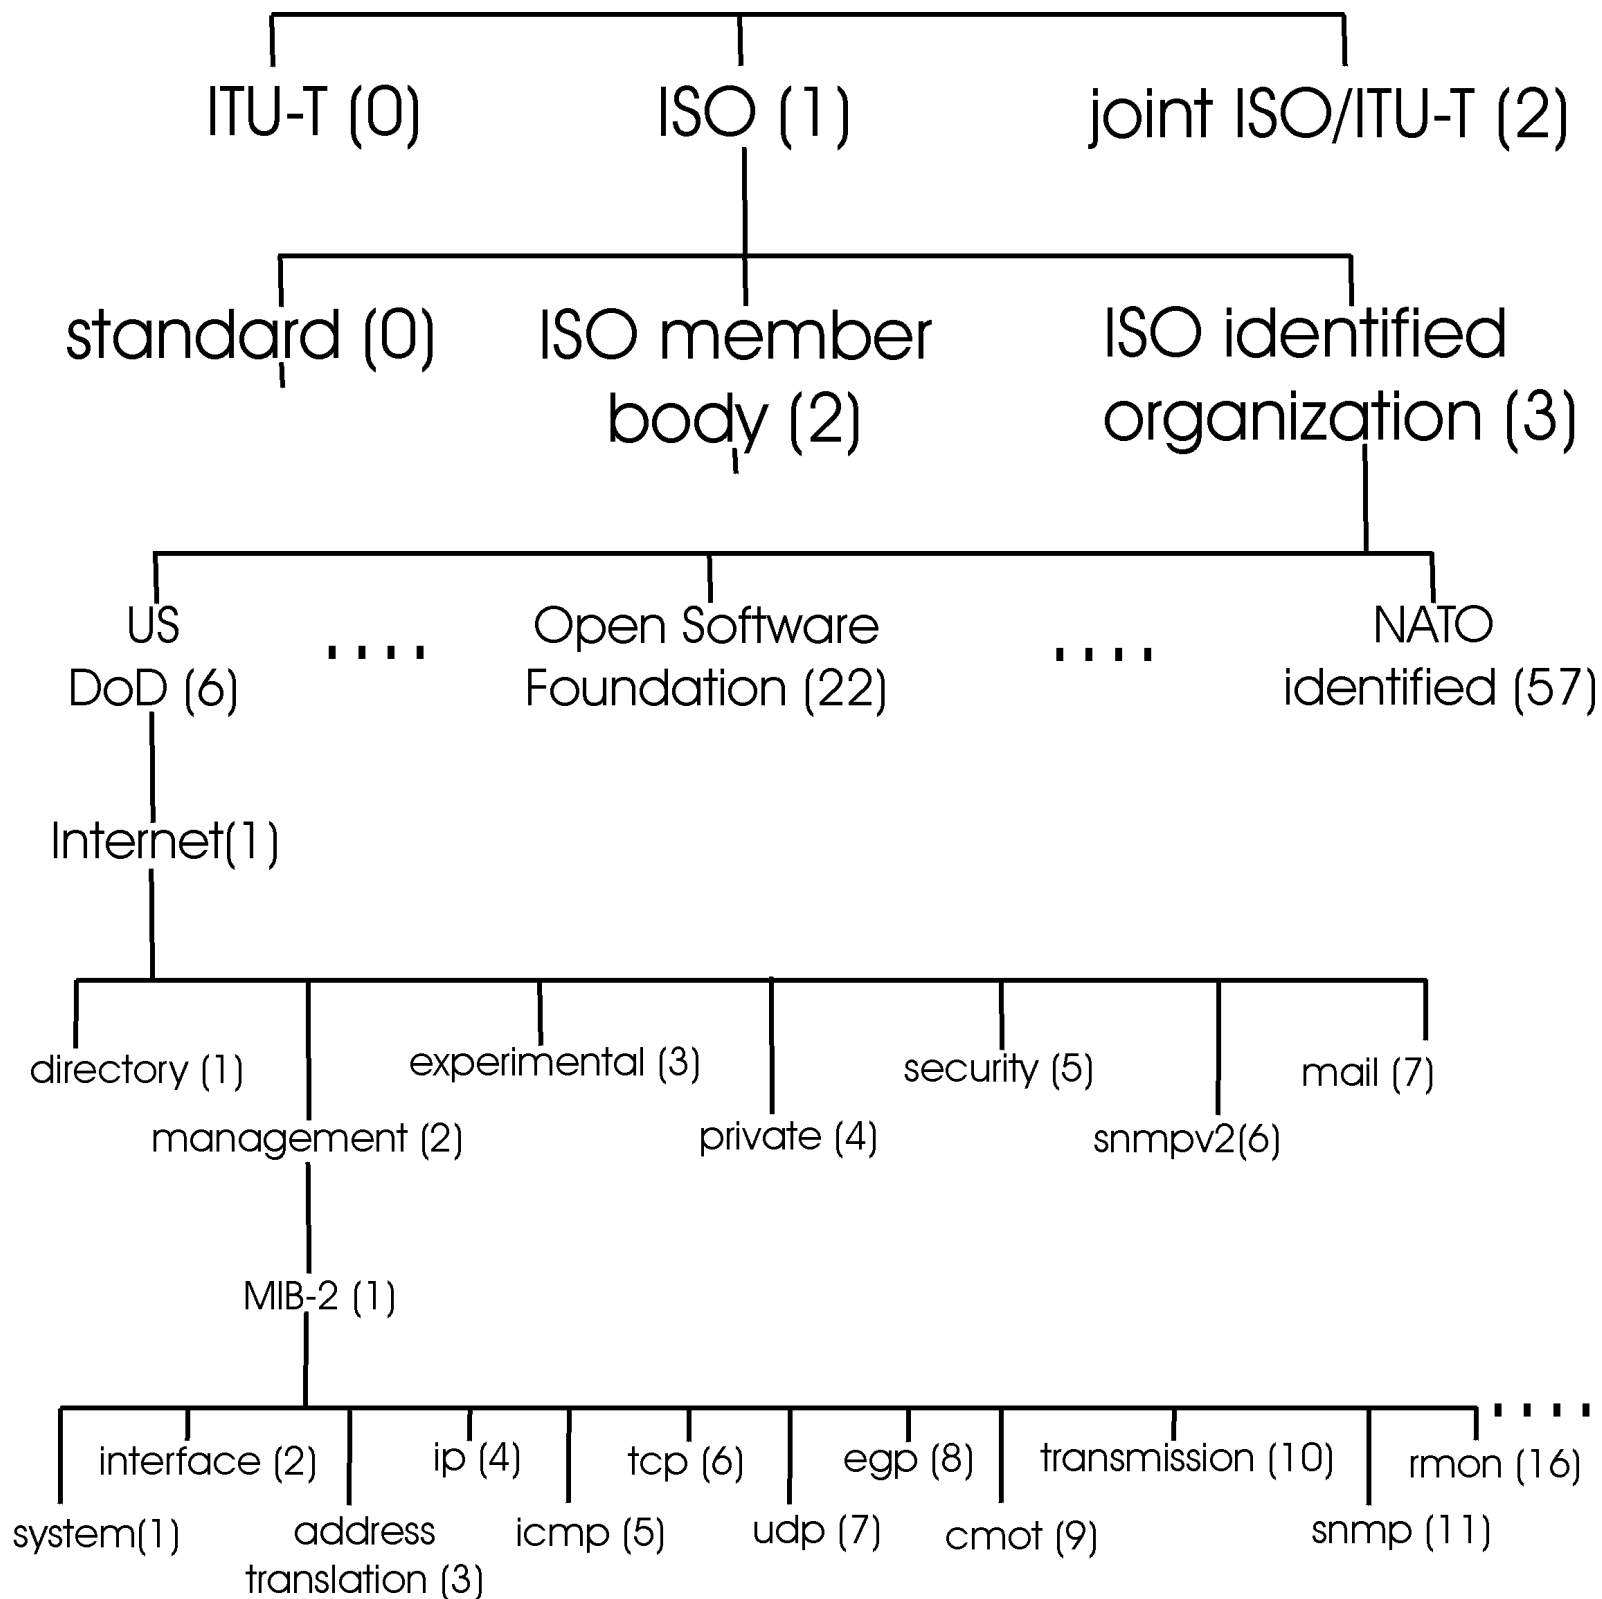 ITU-T (0) ISO (1) joint ISO/ITU-T (2)
standard (0) ISO member ISO identified
body (2) organization (3)
US Open Software NATO
DoD (6) Foundation (22) identified (57)
Internet(1)
directory (1) experimental (3) security (5) mail (7)
management (2) private (4) snmpv2(6)
MIB-2 (1)
interface (2) ip (4) tcp (6) egp (8) transmission (10) rmon (16)
system(1) address icmp (5) udp (7) cmot (9) snmp (11)
translation (3)